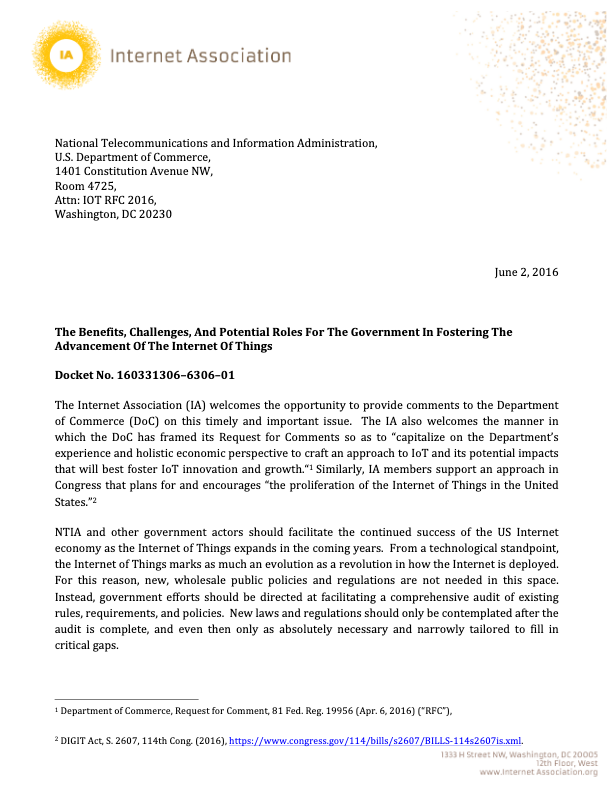 IA
Internet Association
National Telecommunications and Information Administration,
U.S. Department of Commerce,
1401 Constitution Avenue NW,
Room 4725,
Attn: IOT RFC 2016,
Washington, DC 20230
June 2, 2016
The Benefits, Challenges, And Potential Roles For The Government In Fostering The
Advancement Of The Internet Of Things
Docket No. 160331306–6306–01
The Internet Association (IA) welcomes the opportunity to provide comments to the Department
of Commerce (DoC) on this timely and important issue. The IA also welcomes the manner in
which the DoC has framed its Request for Comments so as to “capitalize on the Department’s
experience and holistic economic perspective to craft an approach to IoT and its potential impacts
that will best foster IoT innovation and growth.“1 Similarly, IA members support an approach in
Congress that plans for and encourages “the proliferation of the Internet of Things in the United
States.”2
NTIA and other government actors should facilitate the continued success of the US Internet
economy as the Internet of Things expands in the coming years. From a technological standpoint,
the Internet of Things marks as much an evolution as a revolution in how the Internet is deployed.
For this reason, new, wholesale public policies and regulations are not needed in this space.
Instead, government efforts should be directed at facilitating a comprehensive audit of existing
rules, requirements, and policies. New laws and regulations should only be contemplated after the
audit is complete, and even then only as absolutely necessary and narrowly tailored to fill in
critical gaps.
1 Department of Commerce, Request for Comment, 81 Fed. Reg. 19956 (Apr. 6, 2016) (“RFC”),
2 DIGIT Act, S. 2607, 114th Cong. (2016), https://www.congress.gov/114/bills/s2607/BILLS-114s2607is.xml.
1333 H Street NW, Washington, DC 20005
12th Floor, West
www.Internet Association.org